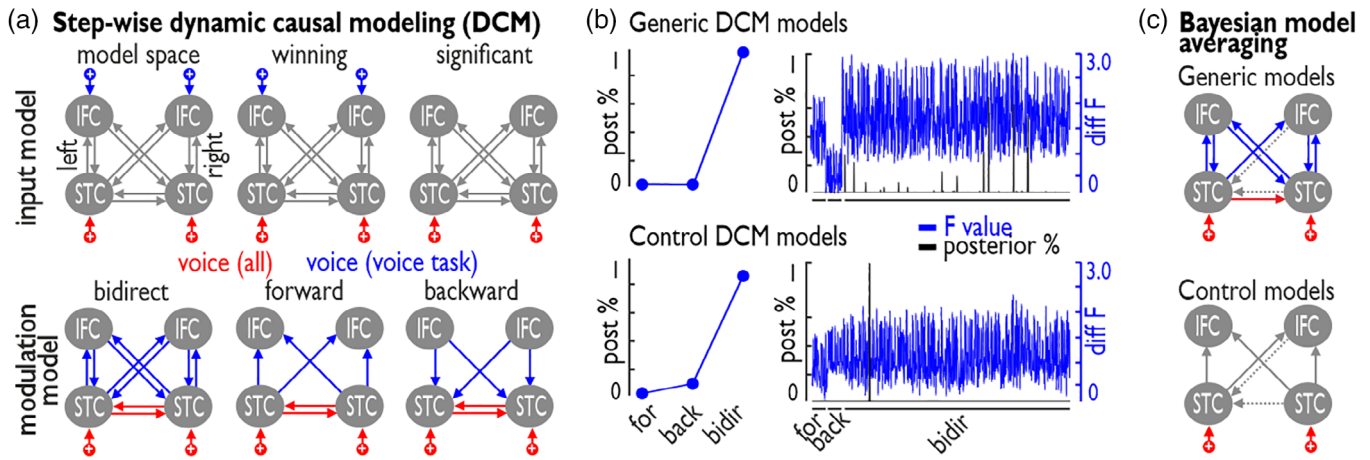 (a) Step-wise dynamic causal modeling (DCM)
model space winning significant
input model
IFC IFC IFC IFC IFC IFC
left right
STC STC STC STC STC STC
voice (all) voice (voice task)
bidirect forward backward
modulation model
IFC IFC IFC IFC IFC IFC
STC STC STC STC STC STC
(b) Generic DCM models
post %
1
0
post %
1
0
3.0
diff F
0
1
0
F value
posterior %
Control DCM models
post %
1
0
for back bidir
post %
1
0
3.0
diff F
1
0
for back bidir
(c) Bayesian model
averaging
Generic models
IFC IFC
STC STC
Control models
IFC IFC
STC STC